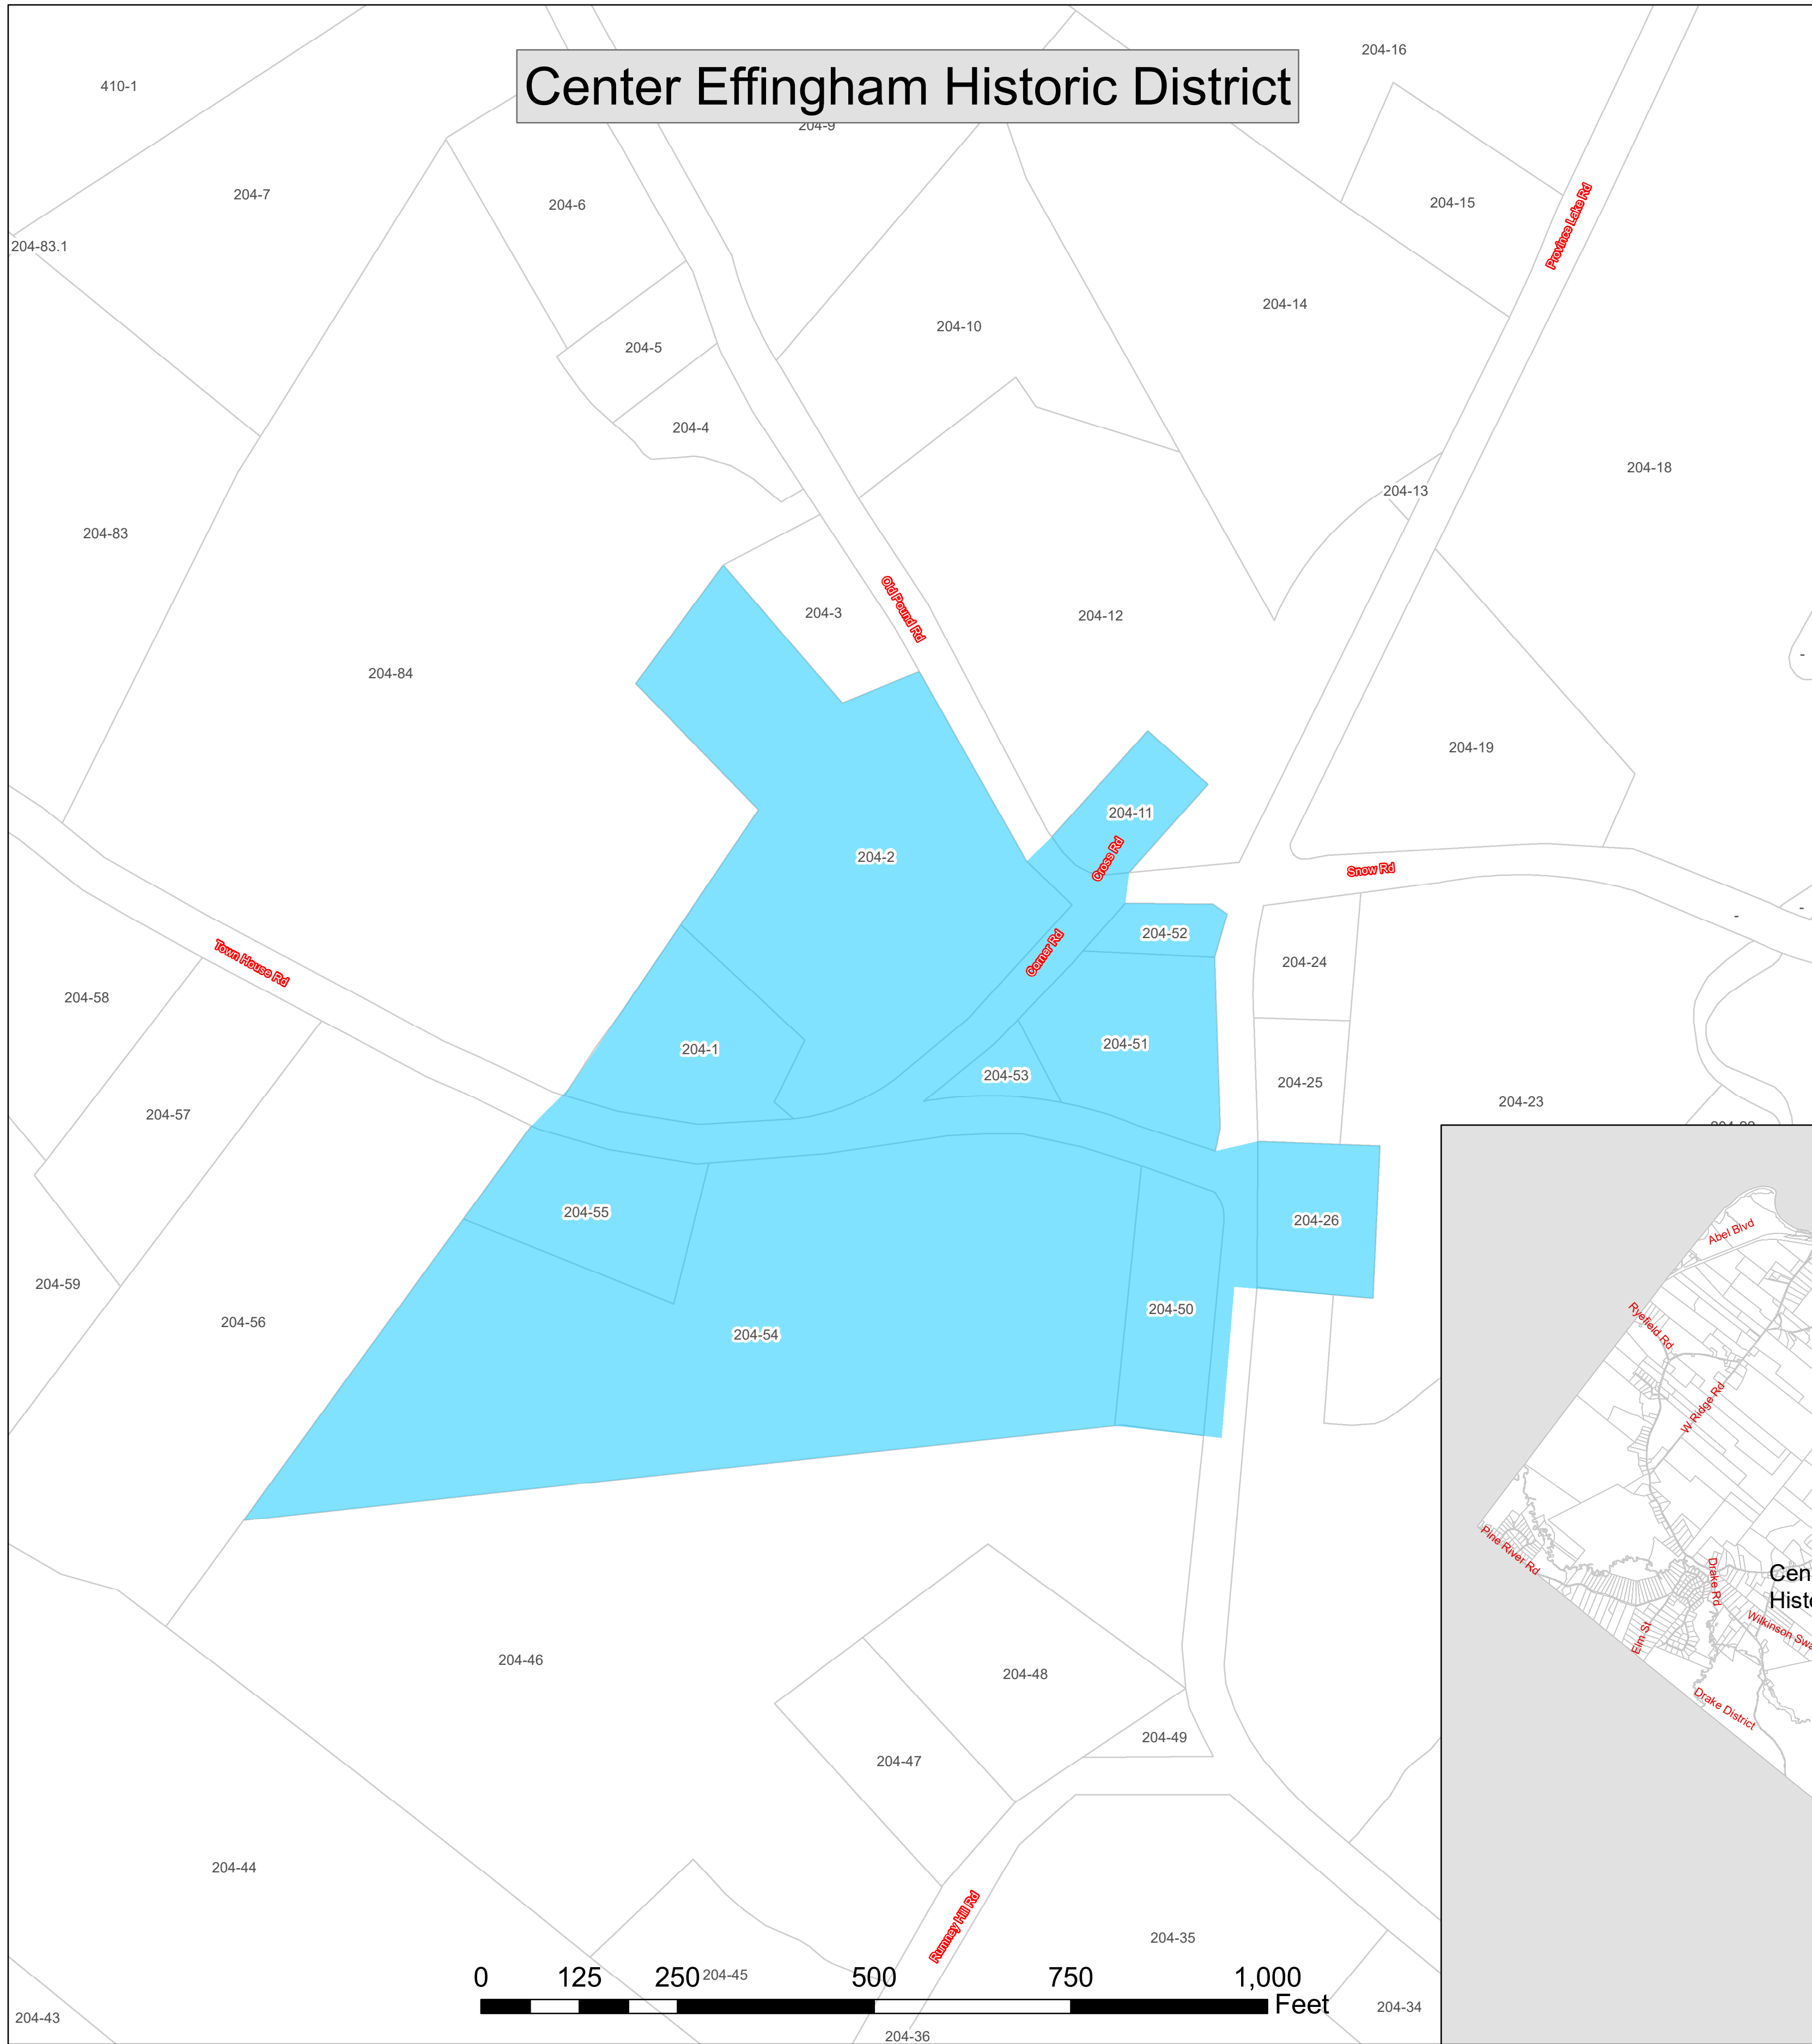 Center Effingham Historic District
410-1
204-16
204-9
204-7
204-6
204-15
204-83.1
Province Lake Rd
204-14
204-10
204-5
204-4
204-18
204-13
204-83
Old Pound Rd
204-3
204-12
204-84
-
204-19
204-11
204-2
Cross Rd
Snow Rd
-
-
204-52
Corner Rd
Town House Rd
204-24
204-58
204-51
204-1
204-53
204-25
204-23
204-57
204-55
204-26
Abel Blvd
204-59
204-50
204-56
204-54
Ryefield Rd
W Ridge Rd
Pine River Rd
Drake Rd
Cen
Histo
Elm St
Wilkinson Swa
204-46
204-48
Drake District
204-49
204-47
204-44
Rumney Hill Rd
204-35
204-45
0 125 250 500 750 1,000
Feet
204-43
204-34
204-36